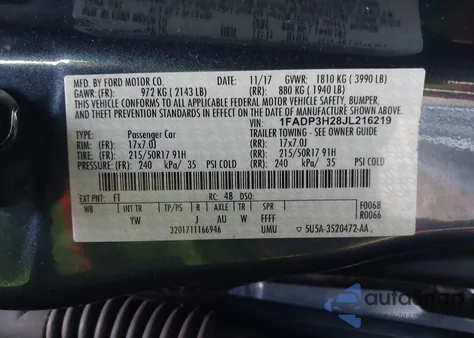 MFD. BY FORD MOTOR CO. 11/17 GVWR: 1810 KG ( 3990 LB)
GAWR: (FR) 972 KG ( 2143 LB) (RR) 880 KG ( 1940 LB)
THIS VEHICLE CONFORMS TO ALL APPLICABLE FEDERAL MOTOR VEHICLE SAFETY, BUMPER,
AND THEFT PREVENTION STANDARDS IN EFFECT ON THE DATE OF MANUFACTURE SHOWN ABOVE.
VIN: 1FADP3H28JL216219
TYPE: Passenger Car TRAILER TOWING - SEE OWNER GUIDE
RIM: (FR) 17x7.0J (RR) 17x7.0J
TIRE: (FR) 215/50R17 91H (RR) 215/50R17 91H
PRESSURE: (FR) 240 kPa/ 35 PSI COLD (RR) 240 kPa/ 35 PSI COLD
EXT PNT: FT RC: 48 DSO: F0068
WB INT TR TP/PS R AXLE TR SPR R0066
YW J AU W FFFF
3201711166946 UMU ▽ 5U5A-3520472-AA